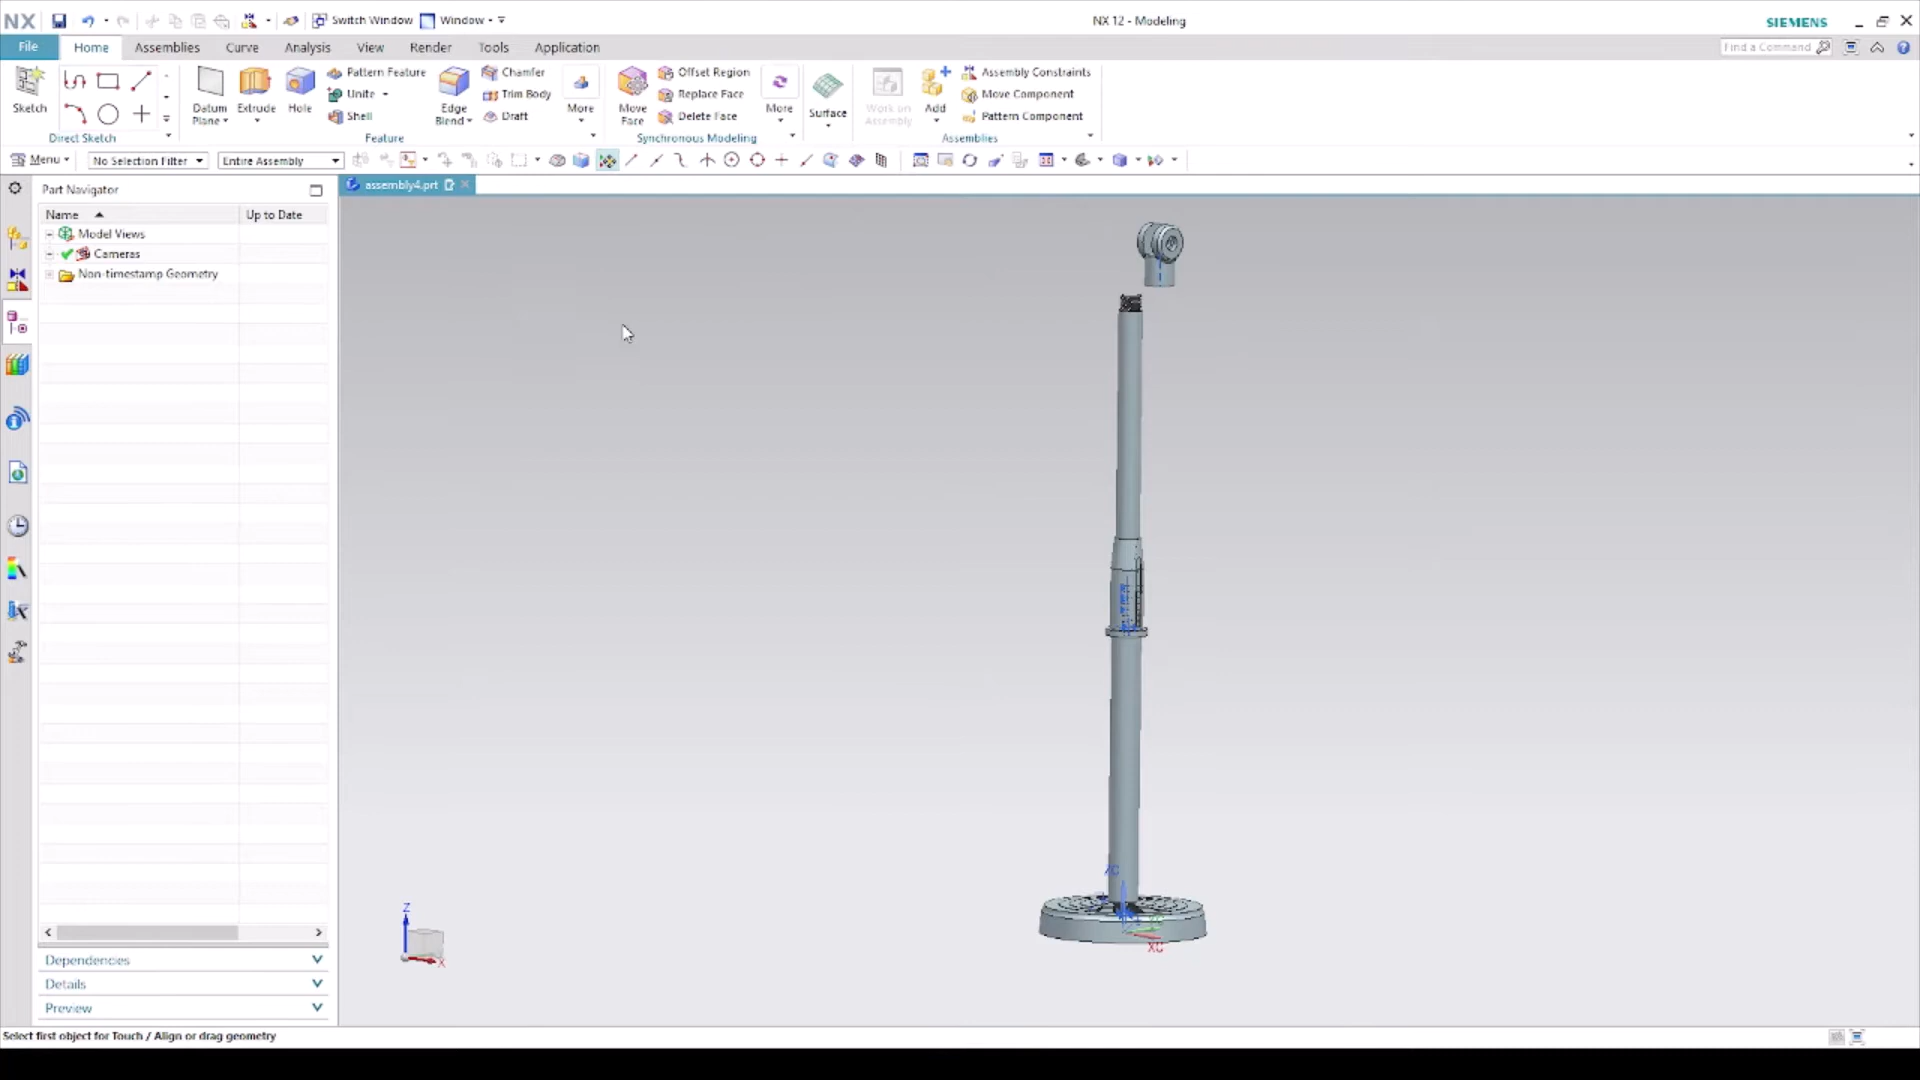 NX
Switch Window
Window
NX 12 - Modeling
SIEMENS
File
Home
Assemblies
Curve
Analysis
View
Render
Tools
Application
Find a Command
Sketch
Direct Sketch
Datum
Plane
Extrude
Hole
Pattern Feature
Unite
Shell
Edge
Blend
Chamfer
Trim Body
Draft
More
Feature
Move
Face
Offset Region
Replace Face
Delete Face
More
Synchronous Modeling
Surface
Work on
Assembly
Add
Assembly Constraints
Move Component
Pattern Component
Assemblies
Menu
No Selection Filter
Entire Assembly
Part Navigator
assembly4.prt
Name
Up to Date
Model Views
Cameras
Non-timestamp Geometry
ZC
XC
Z
X
Dependencies
Details
Preview
Select first object for Touch / Align or drag geometry